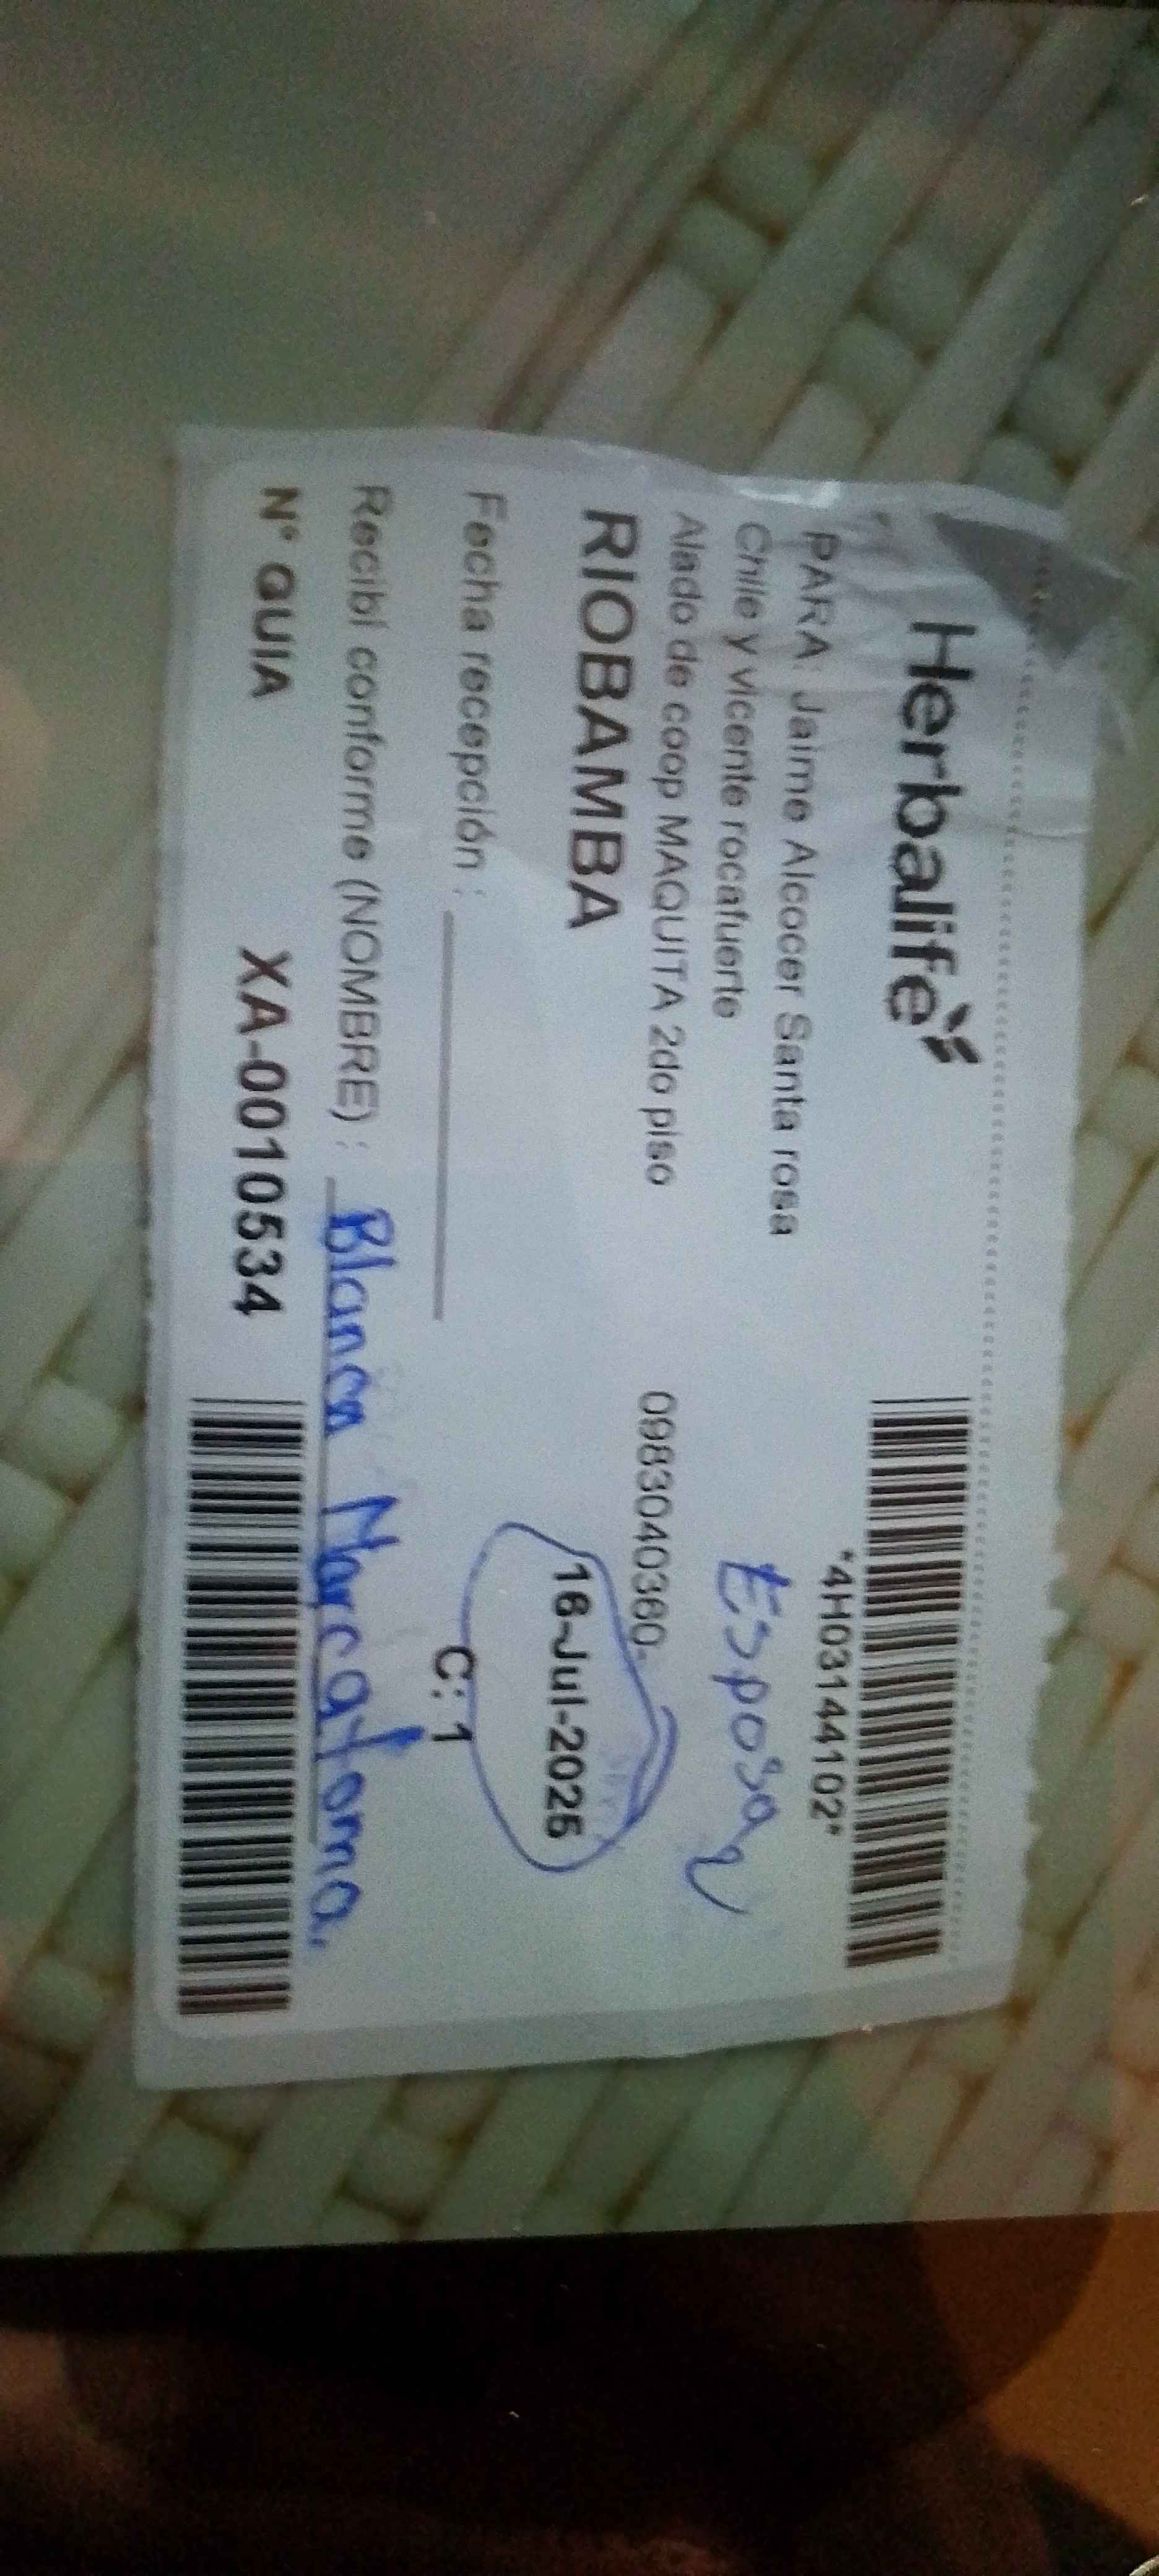 Herbalife
*4H03144102*
PARA: Jaime Alcocer Santa rosa
Esposa
Chile y vicente rocafuerte
Alado de coop MAQUITA 2do piso
0983040360-
RIOBAMBA
16-Jul-2025
Fecha recepción :
C: 1
Recibí conforme (NOMBRE) : Blanca Marcatoma.
N° GUIA XA-0010534